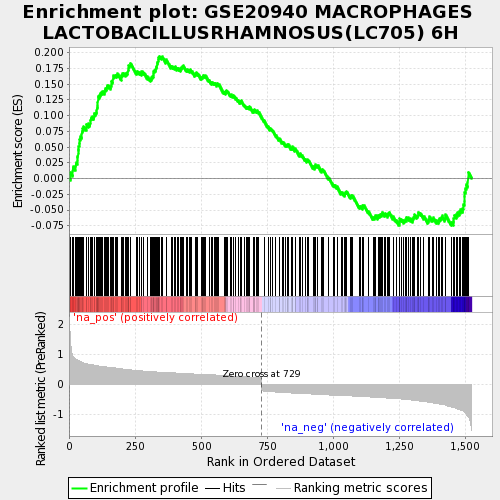 Enrichment plot: GSE20940 MACROPHAGES
LACTOBACILLUSRHAMNOSUS(LC705) 6H
Enrichment score (ES)
0.200
0.175
0.150
0.125
0.100
0.075
0.050
0.025
0.000
-0.025
-0.050
-0.075
'na_pos' (positively correlated)
Ranked list metric (PreRanked)
2
1
0
-1
Zero cross at 729
'na_neg' (negatively correlated)
0 250 500 750 1,000 1,250 1,500
Rank in Ordered Dataset
Enrichment profile Hits Ranking metric scores